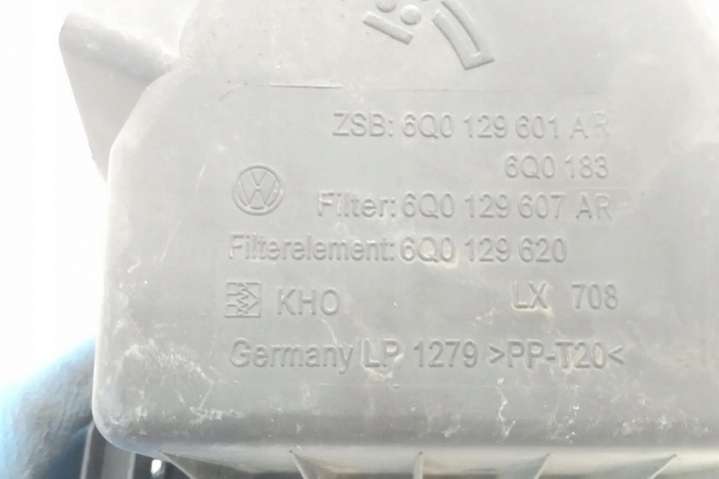 ZSB: 6Q0 129 601 AR
6Q0 183
Filter: 6Q0 129 607 AR
Filterelement: 6Q0 129 620
KHO LX 708
Germany LP 1279 >PP-T20<